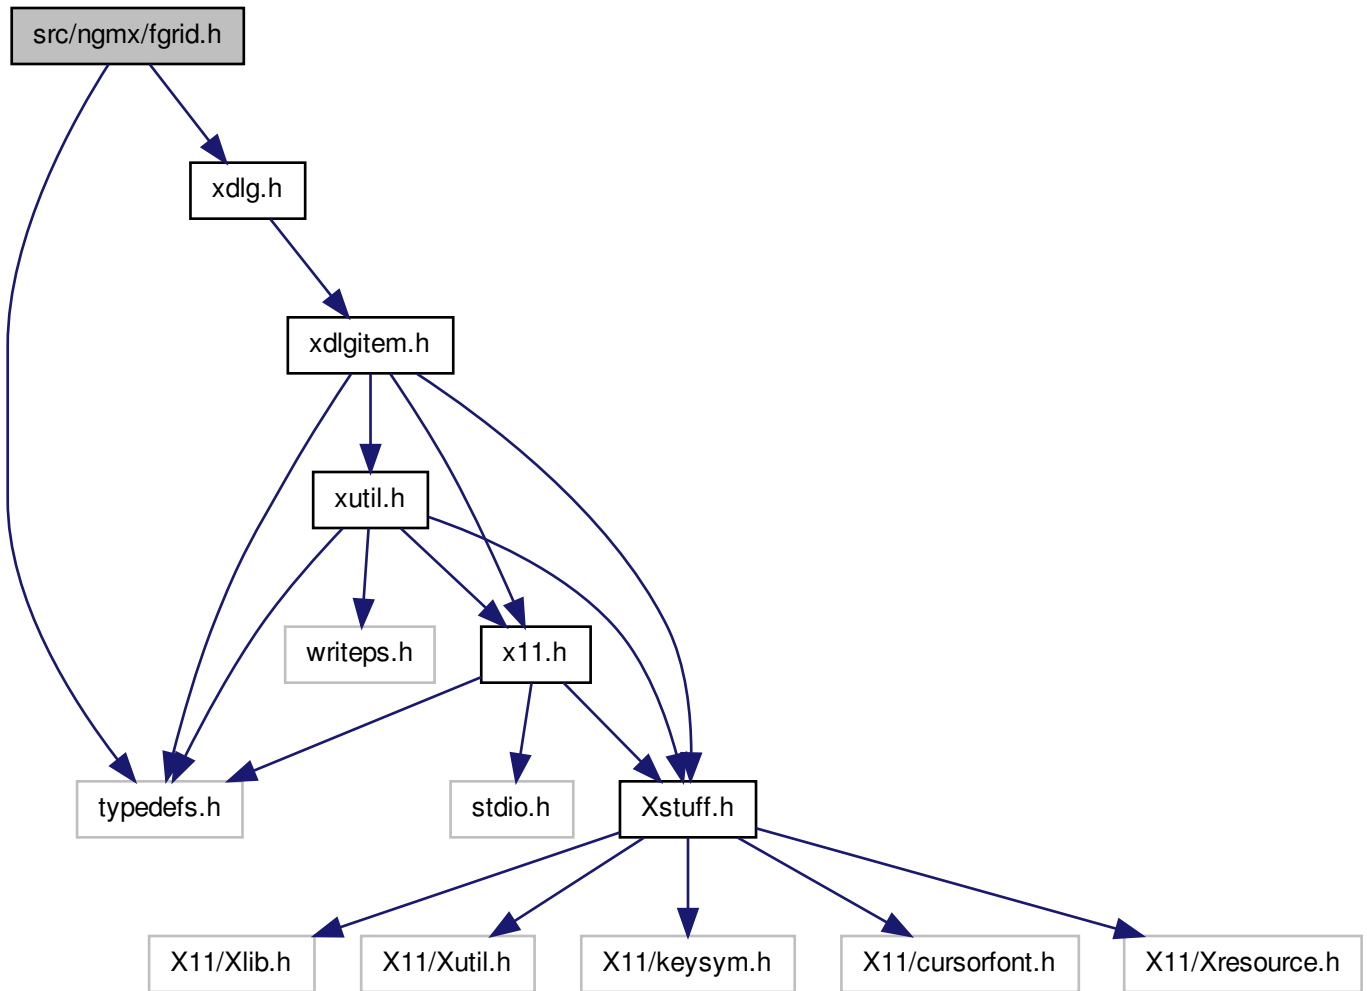 src/ngmx/fgrid.h
xdlg.h
xdlgitem.h
xutil.h
writeps.h
x11.h
typedefs.h
stdio.h
Xstuff.h
X11/Xlib.h
X11/Xutil.h
X11/keysym.h
X11/cursorfont.h
X11/Xresource.h